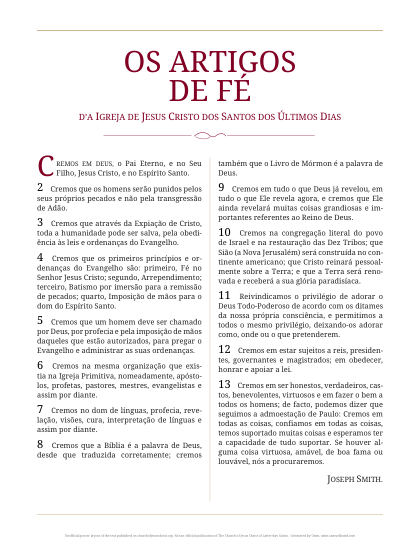 OS ARTIGOS
DE FÉ
D'A IGREJA DE JESUS CRISTO DOS SANTOS DOS ÚLTIMOS DIAS
CREMOS EM DEUS, o Pai Eterno, e no Seu
Filho, Jesus Cristo, e no Espírito Santo.
2 Cremos que os homens serão punidos pelos
seus próprios pecados e não pela transgressão
de Adão.
3 Cremos que através da Expiação de Cristo,
toda a humanidade pode ser salva, pela obedi-
ência às leis e ordenanças do Evangelho.
4 Cremos que os primeiros princípios e or-
denanças do Evangelho são: primeiro, Fé no
Senhor Jesus Cristo; segundo, Arrependimento;
terceiro, Batismo por imersão para a remissão
de pecados; quarto, Imposição de mãos para o
dom do Espírito Santo.
5 Cremos que um homem deve ser chamado
por Deus, por profecia e pela imposição de mãos
daqueles que estão autorizados, para pregar o
Evangelho e administrar as suas ordenanças.
6 Cremos na mesma organização que exis-
tia na Igreja Primitiva, nomeadamente, apósto-
los, profetas, pastores, mestres, evangelistas e
assim por diante.
7 Cremos no dom de línguas, profecia, reve-
lação, visões, cura, interpretação de línguas e
assim por diante.
8 Cremos que a Bíblia é a palavra de Deus,
desde que traduzida corretamente; cremos
também que o Livro de Mórmon é a palavra de
Deus.
9 Cremos em tudo o que Deus já revelou, em
tudo o que Ele revela agora, e cremos que Ele
ainda revelará muitas coisas grandiosas e im-
portantes referentes ao Reino de Deus.
10 Cremos na congregação literal do povo
de Israel e na restauração das Dez Tribos; que
Sião (a Nova Jerusalém) será construída no con-
tinente americano; que Cristo reinará pessoal-
mente sobre a Terra; e que a Terra será reno-
vada e receberá a sua glória paradisíaca.
11 Reivindicamos o privilégio de adorar o
Deus Todo-Poderoso de acordo com os ditames
da nossa própria consciência, e permitimos a
todos o mesmo privilégio, deixando-os adorar
como, onde ou o que pretenderem.
12 Cremos em estar sujeitos a reis, presiden-
tes, governantes e magistrados; em obedecer,
honrar e apoiar a lei.
13 Cremos em ser honestos, verdadeiros, cas-
tos, benevolentes, virtuosos e em fazer o bem a
todos os homens; de facto, podemos dizer que
seguimos a admoestação de Paulo: Cremos em
todas as coisas, confiamos em todas as coisas,
temos suportado muitas coisas e esperamos ter
a capacidade de tudo suportar. Se houver al-
guma coisa virtuosa, amável, de boa fama ou
louvável, nós a procuraremos.
JOSEPH SMITH.